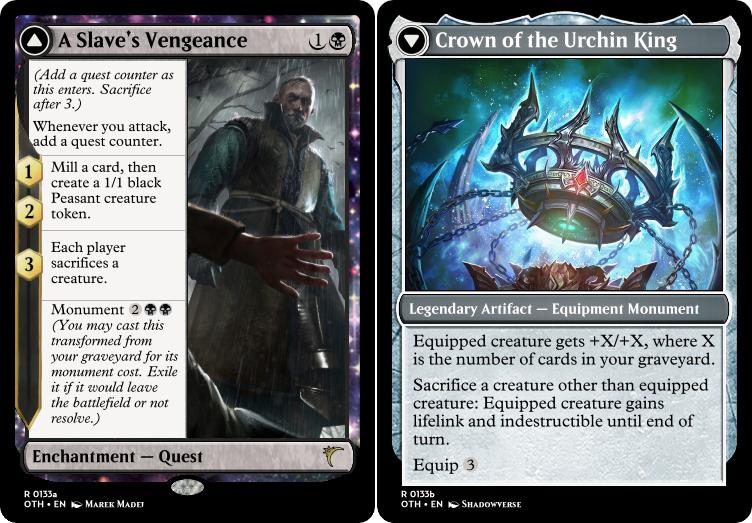 A Slave's Vengeance
1
(Add a quest counter as
this enters. Sacrifice
after 3.)
Whenever you attack,
add a quest counter.
1
2
Mill a card, then
create a 1/1 black
Peasant creature
token.
3
Each player
sacrifices a
creature.
Monument 2
(You may cast this
transformed from
your graveyard for its
monument cost. Exile
it if it would leave
the battlefield or not
resolve.)
Enchantment — Quest
R 0133a
OTH • EN Marek Madej
Crown of the Urchin King
Legendary Artifact — Equipment Monument
Equipped creature gets +X/+X, where X
is the number of cards in your graveyard.
Sacrifice a creature other than equipped
creature: Equipped creature gains
lifelink and indestructible until end of
turn.
Equip 3
R 0133b
OTH • EN Shadowverse